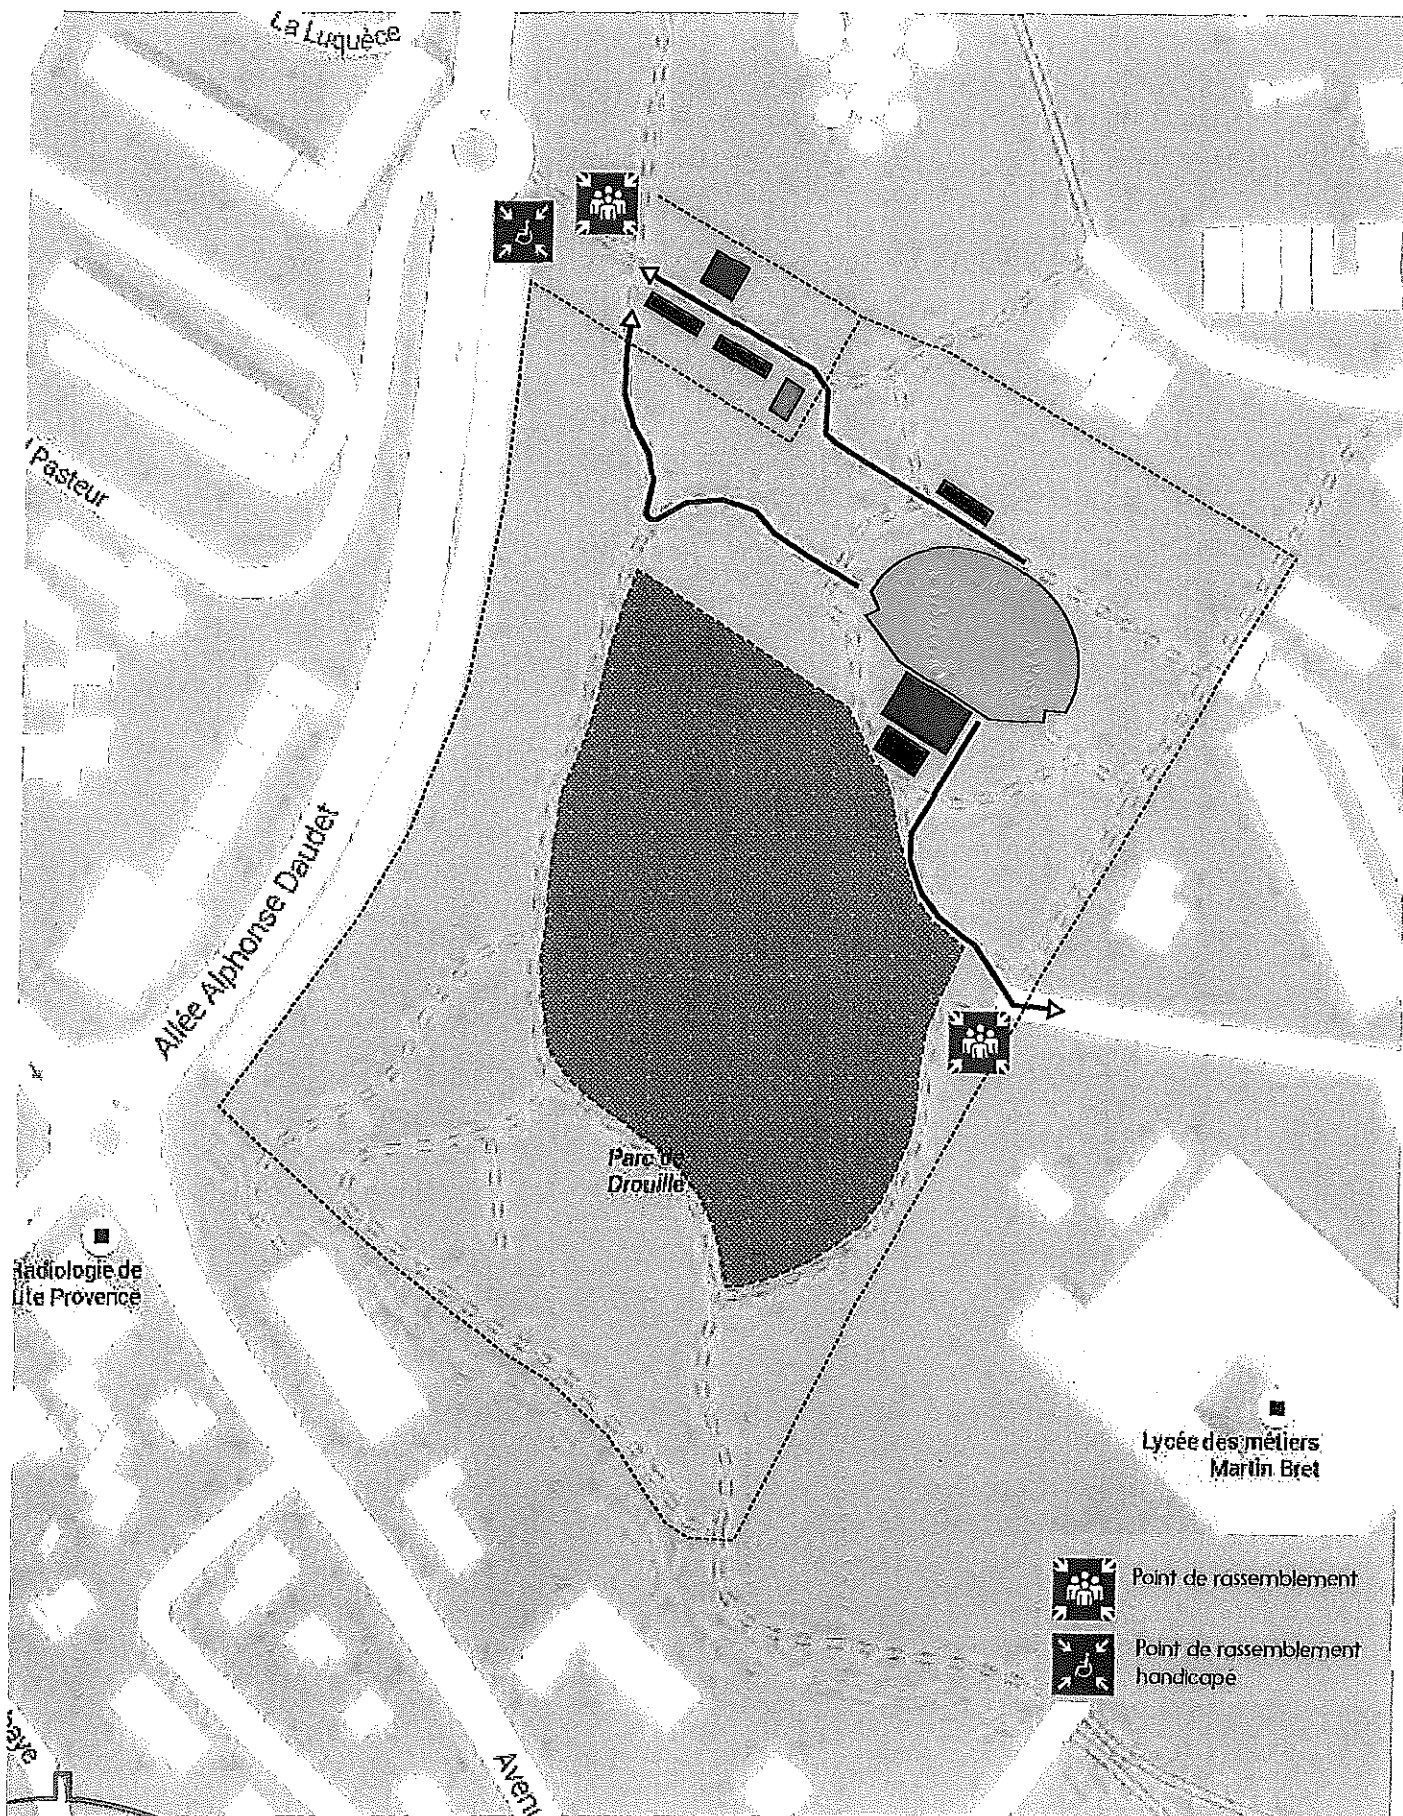 La Luquèce
Pasteur
Allée Alphonse Daudet
Parc de
Drouille
Radiologie de
ute Provence
Lycée des métiers
Martin Bret
Point de rassemblement
Point de rassemblement
handicapé
Aven